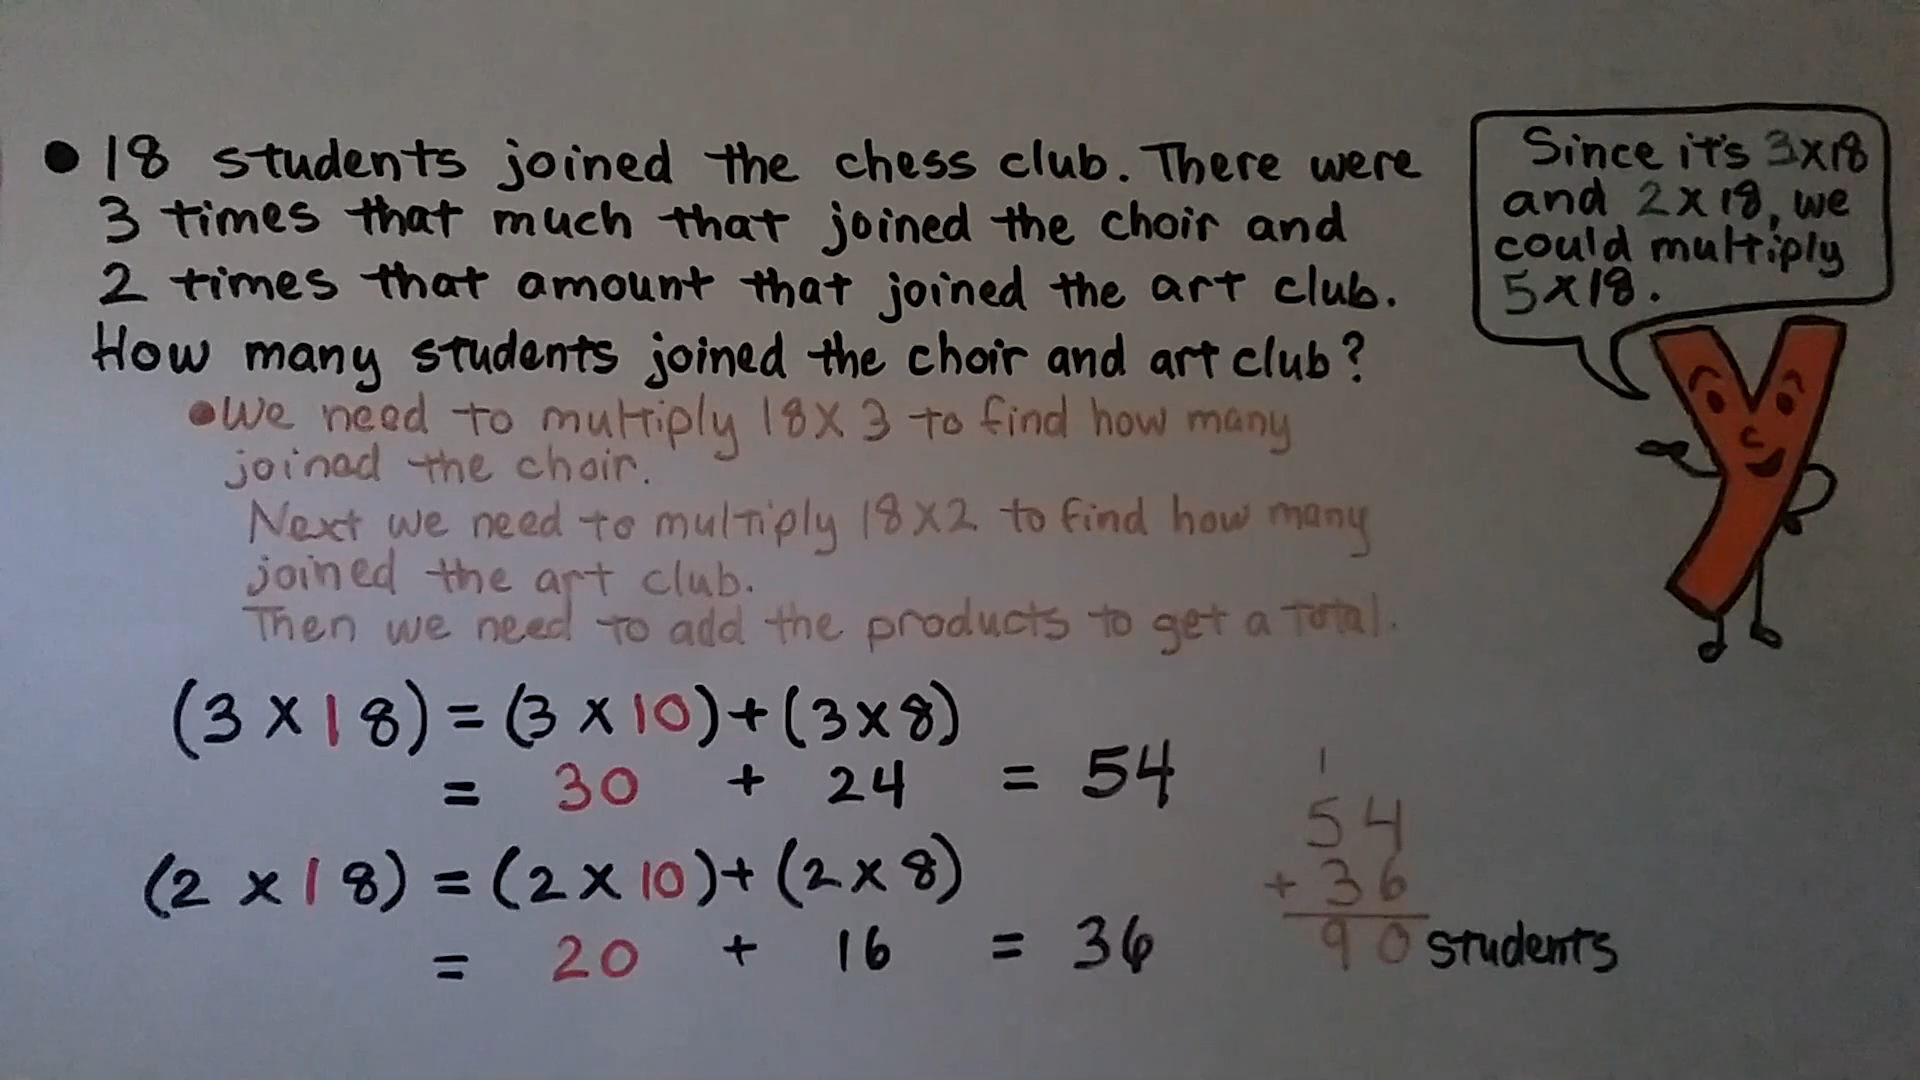 • 18 students joined the chess club. There were
3 times that much that joined the choir and
2 times that amount that joined the art club.
How many students joined the choir and art club?
• We need to multiply 18 x 3 to find how many
joined the choir.
Next we need to multiply 18 x 2 to find how many
joined the art club.
Then we need to add the products to get a total.
(3 x 18) = (3 x 10) + (3 x 8)
= 30 + 24 = 54
(2 x 18) = (2 x 10) + (2 x 8)
= 20 + 16 = 36
1
54
+ 36
90 students
Since it's 3x18
and 2x18, we
could multiply
5x18.